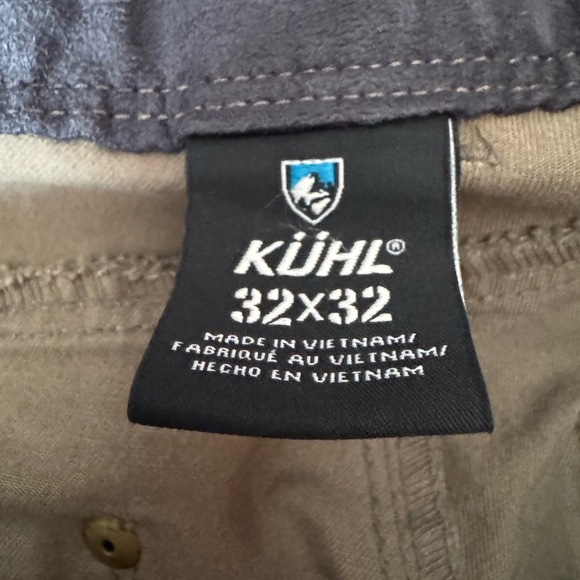 KÜHL®
32X32
MADE IN VIETNAM/
FABRIQUÉ AU VIETNAM/
HECHO EN VIETNAM